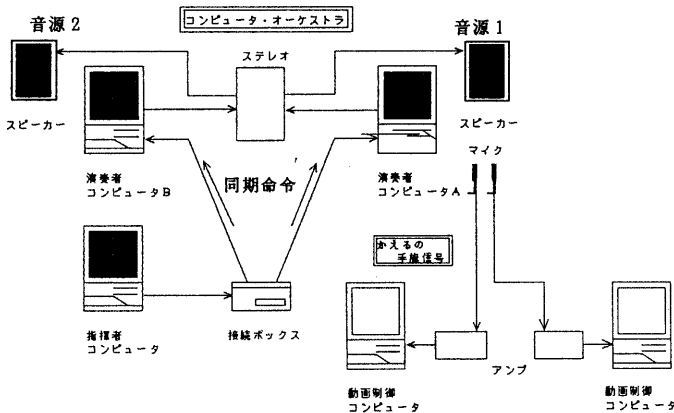 コンピュータ・オーケストラ
音源2
音源1
ステレオ
スピーカー
スピーカー
マイク
演奏者
コンピュータB
同期命令
演奏者
コンピュータA
かえるの
手旗信号
指揮者
コンピュータ
接続ボックス
アンプ
動画制御
コンピュータ
動画制御
コンピュータ